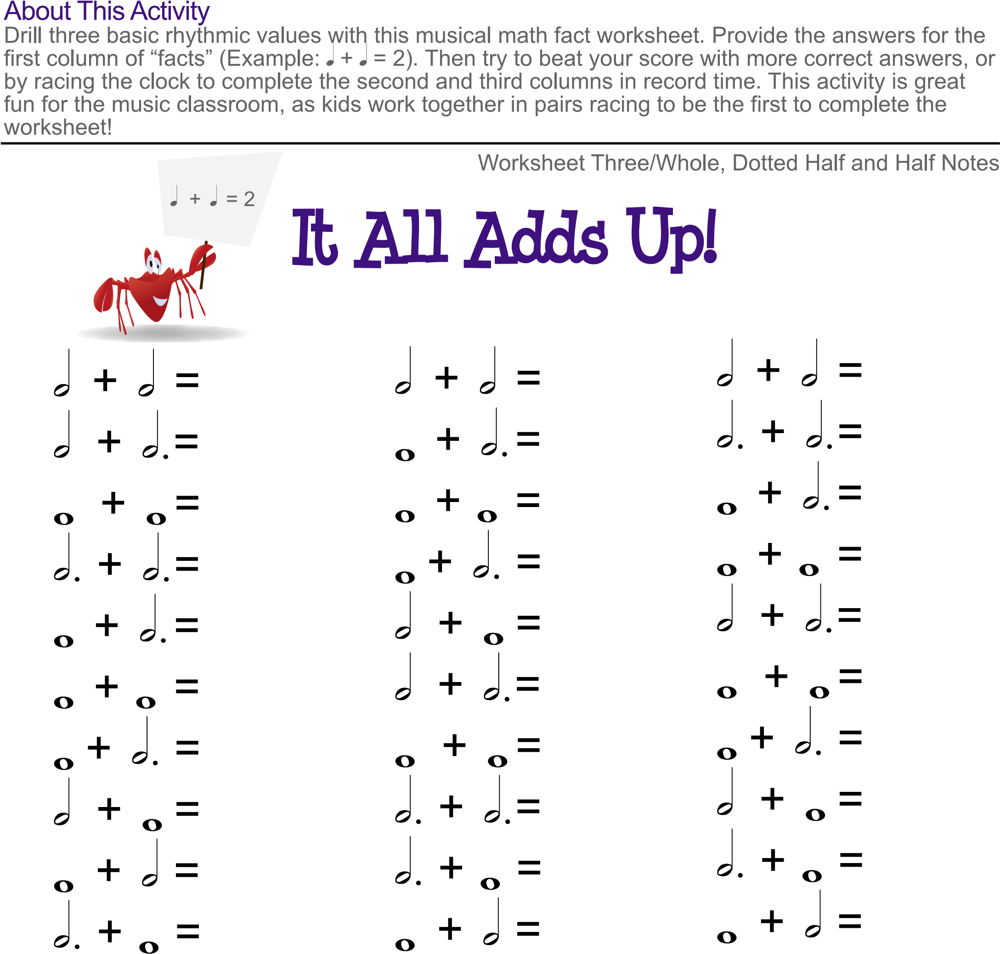 About This Activity
Drill three basic rhythmic values with this musical math fact worksheet. Provide the answers for the
first column of “facts” (Example: 𝅘𝅥 + 𝅘𝅥 = 2). Then try to beat your score with more correct answers, or
by racing the clock to complete the second and third columns in record time. This activity is great
fun for the music classroom, as kids work together in pairs racing to be the first to complete the
worksheet!
Worksheet Three/Whole, Dotted Half and Half Notes
𝅘𝅥 + 𝅘𝅥 = 2
It All Adds Up!
𝅗𝅥 + 𝅗𝅥 =
𝅗𝅥 + 𝅗𝅥. =
𝅝 + 𝅝 =
𝅗𝅥. + 𝅗𝅥. =
𝅝 + 𝅗𝅥. =
𝅝 + 𝅝 =
𝅝 + 𝅗𝅥. =
𝅗𝅥 + 𝅝 =
𝅝 + 𝅗𝅥 =
𝅗𝅥. + 𝅝 =
𝅗𝅥 + 𝅗𝅥 =
𝅝 + 𝅗𝅥. =
𝅝 + 𝅝 =
𝅝 + 𝅗𝅥. =
𝅗𝅥 + 𝅝 =
𝅗𝅥 + 𝅗𝅥. =
𝅝 + 𝅝 =
𝅗𝅥. + 𝅗𝅥. =
𝅗𝅥. + 𝅝 =
𝅝 + 𝅗𝅥 =
𝅗𝅥 + 𝅗𝅥 =
𝅗𝅥. + 𝅗𝅥. =
𝅝 + 𝅗𝅥. =
𝅝 + 𝅝 =
𝅗𝅥 + 𝅗𝅥. =
𝅝 + 𝅝 =
𝅝 + 𝅗𝅥. =
𝅗𝅥 + 𝅝 =
𝅗𝅥. + 𝅝 =
𝅝 + 𝅗𝅥 =